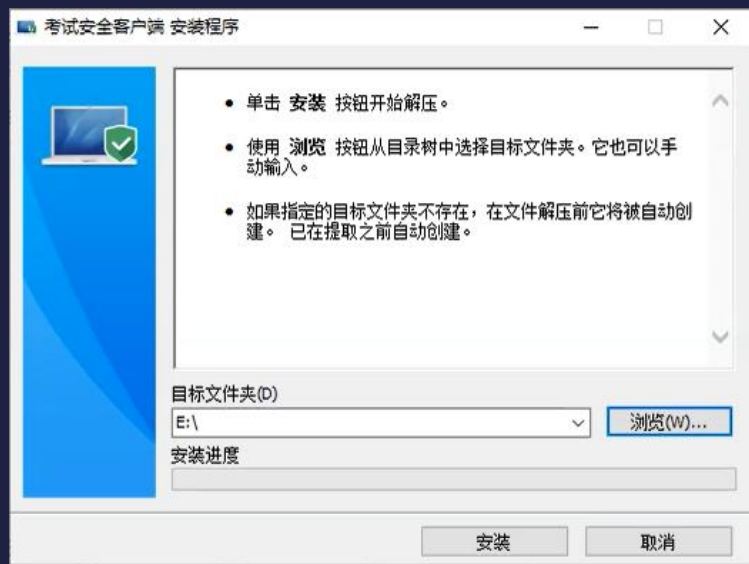 考试安全客户端 安装程序
• 单击 安装 按钮开始解压。
• 使用 浏览 按钮从目录树中选择目标文件夹。它也可以手
动输入。
• 如果指定的目标文件夹不存在，在文件解压前它将被自动创
建。 已在提取之前自动创建。
目标文件夹(D)
E:\
浏览(W)...
安装进度
安装
取消